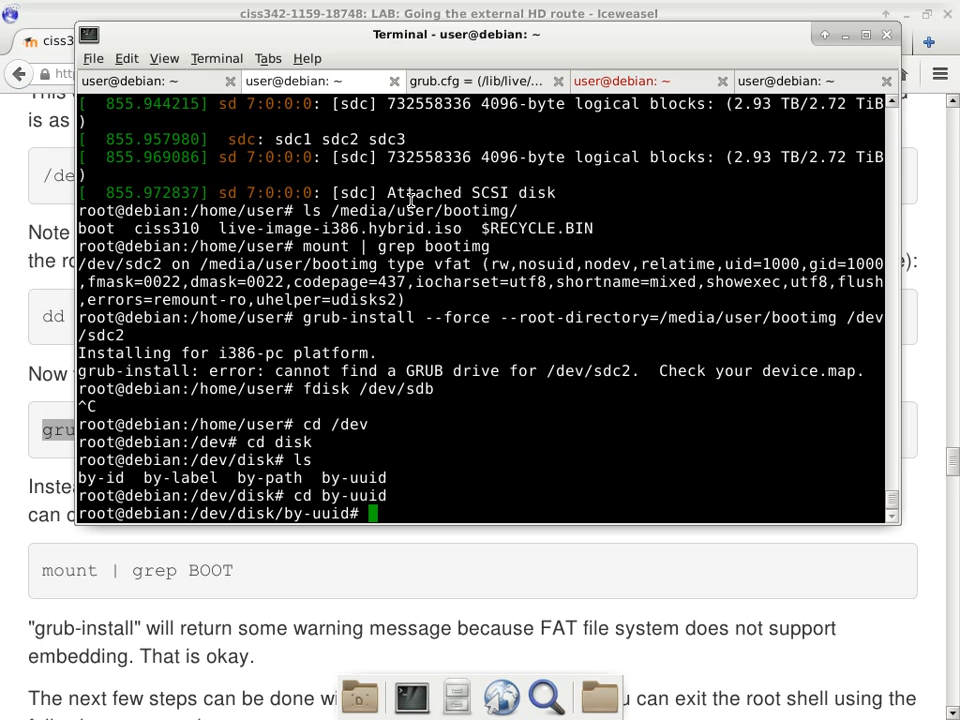 ciss342-1159-18748: LAB: Going the external HD route - Iceweasel
Terminal - user@debian: ~
ciss3
File Edit View Terminal Tabs Help
user@debian: ~
user@debian: ~
grub.cfg = (/lib/live/...
user@debian: ~
user@debian: ~
is as
/de
Note
the ro
e):
dd
Now
gru
Inste
can c
[  855.944215] sd 7:0:0:0: [sdc] 732558336 4096-byte logical blocks: (2.93 TB/2.72 TiB
)
[  855.957980]  sdc: sdc1 sdc2 sdc3
[  855.969086] sd 7:0:0:0: [sdc] 732558336 4096-byte logical blocks: (2.93 TB/2.72 TiB
)
[  855.972837] sd 7:0:0:0: [sdc] Attached SCSI disk
root@debian:/home/user# ls /media/user/bootimg/
boot  ciss310  live-image-i386.hybrid.iso  $RECYCLE.BIN
root@debian:/home/user# mount | grep bootimg
/dev/sdc2 on /media/user/bootimg type vfat (rw,nosuid,nodev,relatime,uid=1000,gid=1000
,fmask=0022,dmask=0022,codepage=437,iocharset=utf8,shortname=mixed,showexec,utf8,flush
,errors=remount-ro,uhelper=udisks2)
root@debian:/home/user# grub-install --force --root-directory=/media/user/bootimg /dev
/sdc2
Installing for i386-pc platform.
grub-install: error: cannot find a GRUB drive for /dev/sdc2.  Check your device.map.
root@debian:/home/user# fdisk /dev/sdb
^C
root@debian:/home/user# cd /dev
root@debian:/dev# cd disk
root@debian:/dev/disk# ls
by-id  by-label  by-path  by-uuid
root@debian:/dev/disk# cd by-uuid
root@debian:/dev/disk/by-uuid#
mount | grep BOOT
"grub-install" will return some warning message because FAT file system does not support
embedding. That is okay.
The next few steps can be done wi
u can exit the root shell using the